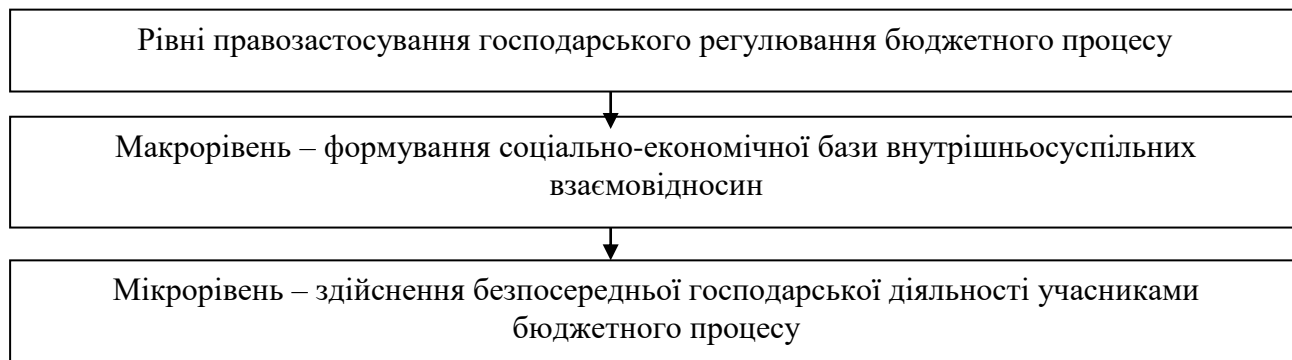 Рівні правозастосування господарського регулювання бюджетного процесу
Макрорівень – формування соціально-економічної бази внутрішньосуспільних
взаємовідносин
Мікрорівень – здійснення безпосередньої господарської діяльності учасниками
бюджетного процесу